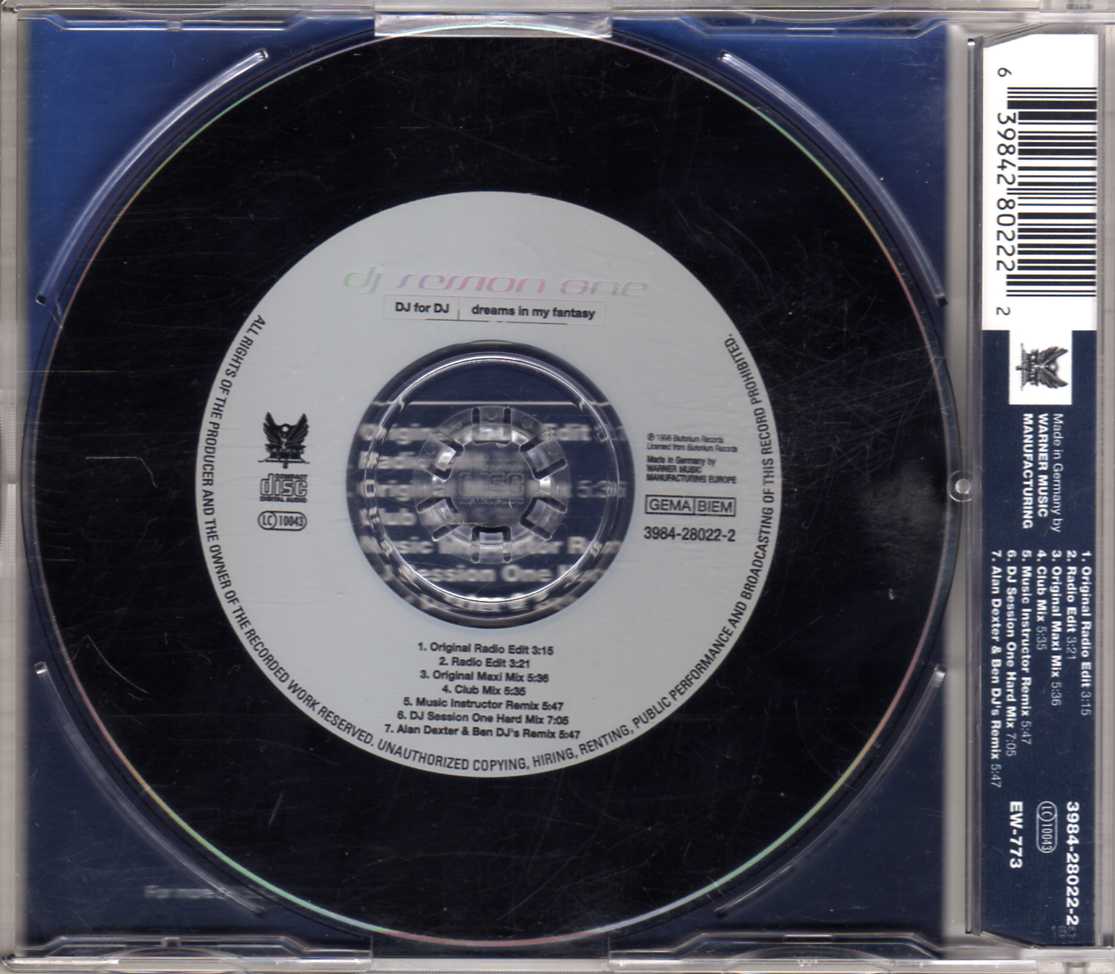 dj session one
DJ for DJ dreams in my fantasy
ALL RIGHTS OF THE PRODUCER AND THE OWNER OF THE RECORDED WORK RESERVED. UNAUTHORIZED COPYING, HIRING, RENTING, PUBLIC PERFORMANCE AND BROADCASTING OF THIS RECORD PROHIBITED.
COMPACT
disc
DIGITAL AUDIO
LC 10043
Licensed from Records
Made in Germany by
WARNER MUSIC
MANUFACTURING EUROPE
GEMA BIEM
3984-28022-2
1. Original Radio Edit 3:15
2. Radio Edit 3:21
3. Original Maxi Mix 5:36
4. Club Mix 5:35
5. Music Instructor Remix 5:47
6. DJ Session One Hard Mix 7:05
7. Alan Dexter & Ben DJ's Remix 5:47
6 39842 80222 2
Made in Germany by
WARNER MUSIC
MANUFACTURING
1. Original Radio Edit 3:15
2. Radio Edit 3:21
3. Original Maxi Mix 5:36
4. Club Mix 5:35
5. Music Instructor Remix 5:47
6. DJ Session One Hard Mix 7:05
7. Alan Dexter & Ben DJ's Remix 5:47
3984-28022-2
LC 10043
EW-773